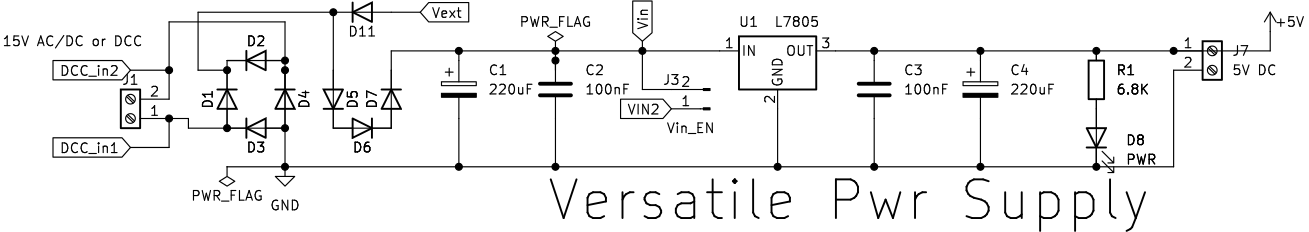 15V AC/DC or DCC
DCC_in2
J1
2
1
DCC_in1
D1
D2
D3
D4
PWR_FLAG
GND
D11
Vext
D5
D7
D6
+
C1
220uF
PWR_FLAG
C2
100nF
Vin
J3
2
1
VIN2
Vin_EN
U1 L7805
1
IN
OUT
3
GND
2
C3
100nF
+
C4
220uF
R1
6.8K
D8
PWR
1
2
J7
5V DC
+5V
Versatile Pwr Supply